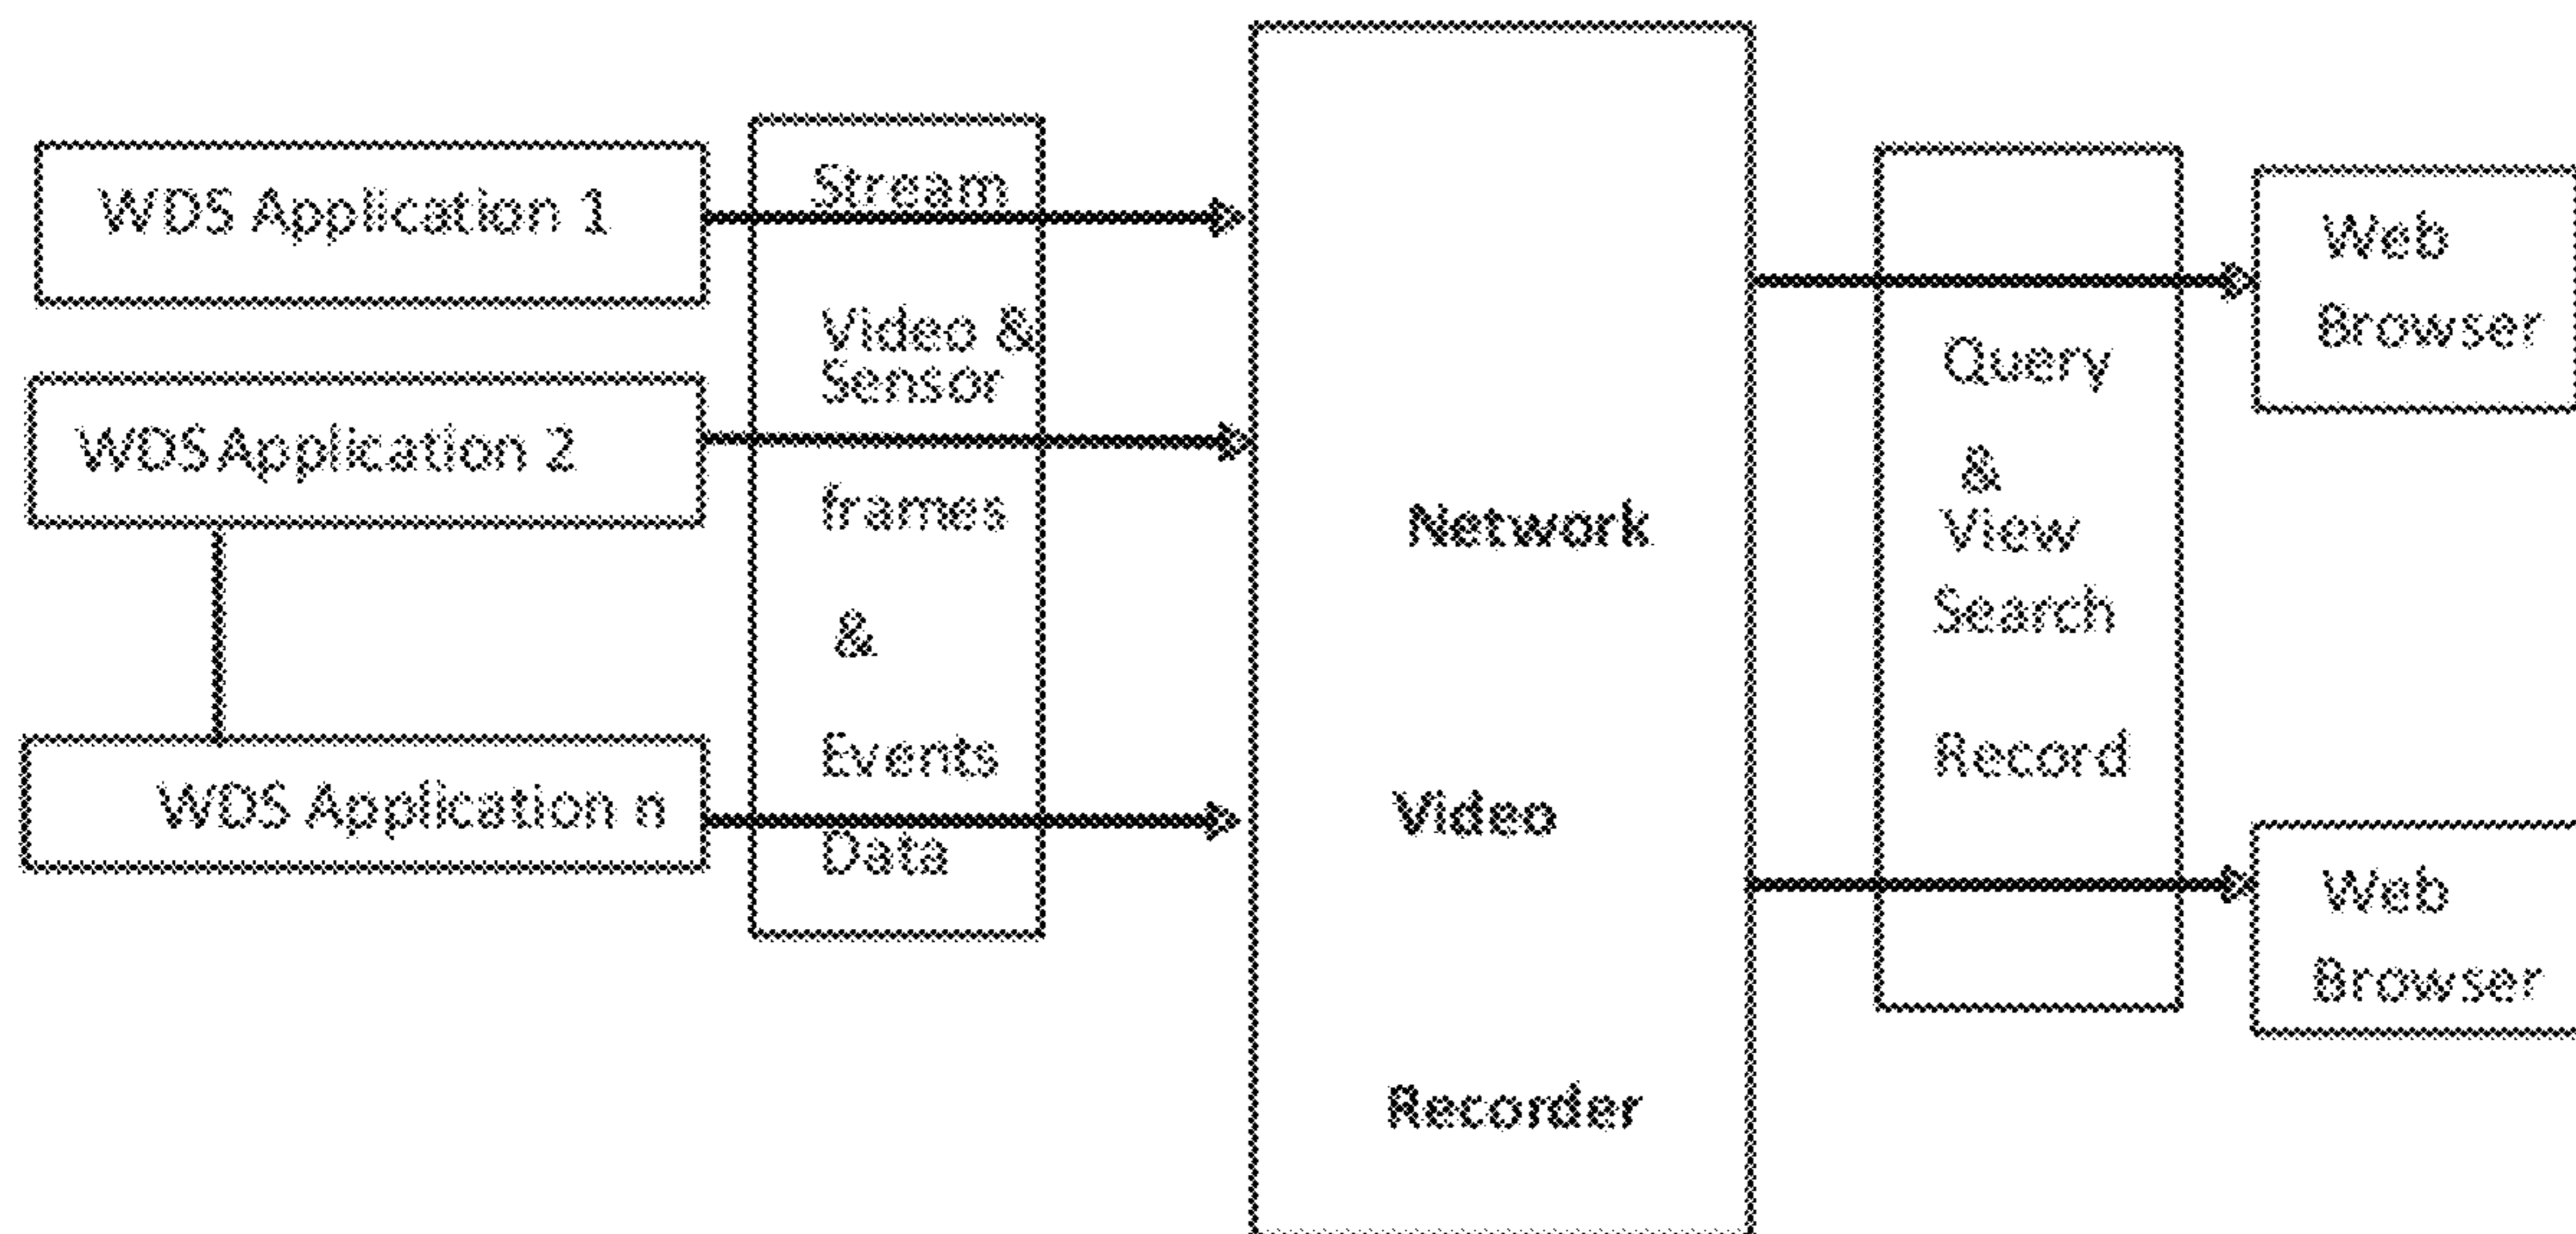 WDS Application 1
WDS Application 2
WDS Application n
Stream
Video &
Sensor
frames
&
Events
Data
Network
Video
Recorder
Query
&
View
Search
Record
Web
Browser
Web
Browser